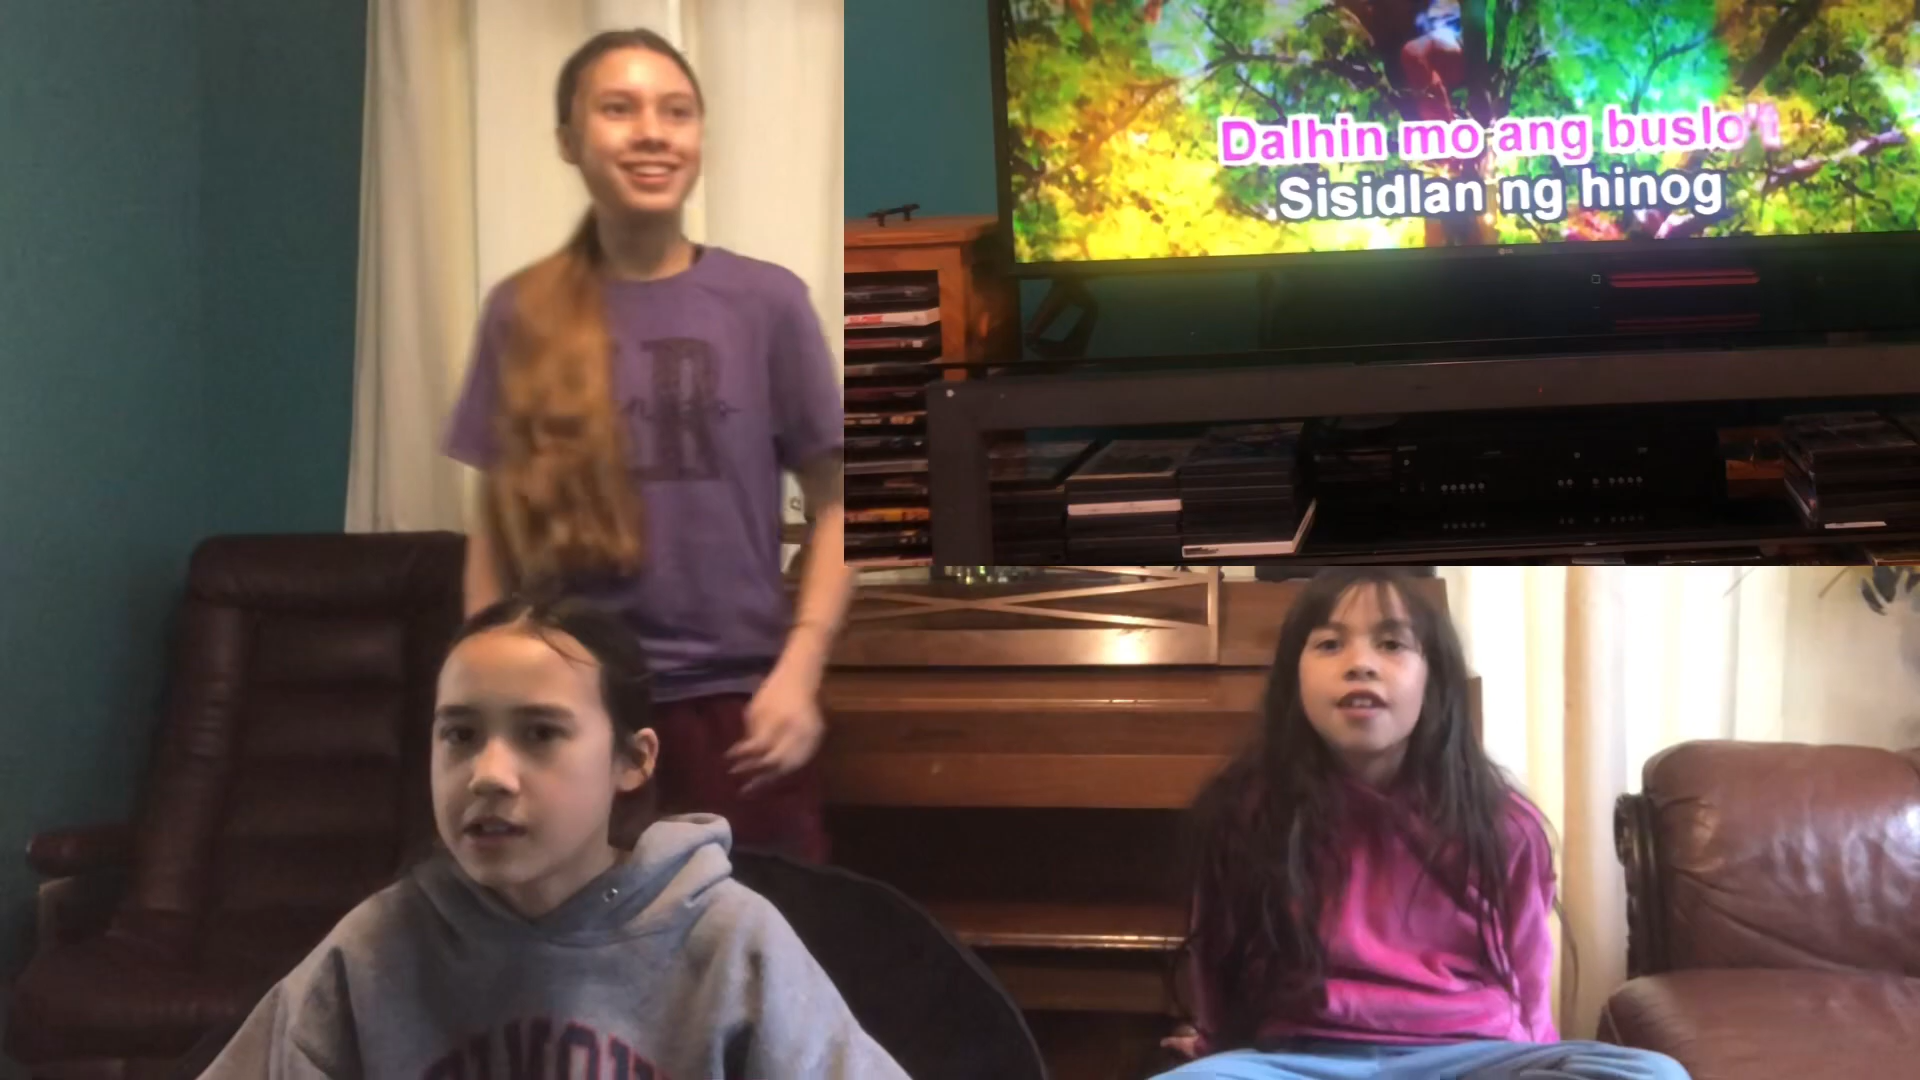 Dalhin mo ang buslo't
Sisidlan ng hinog
R